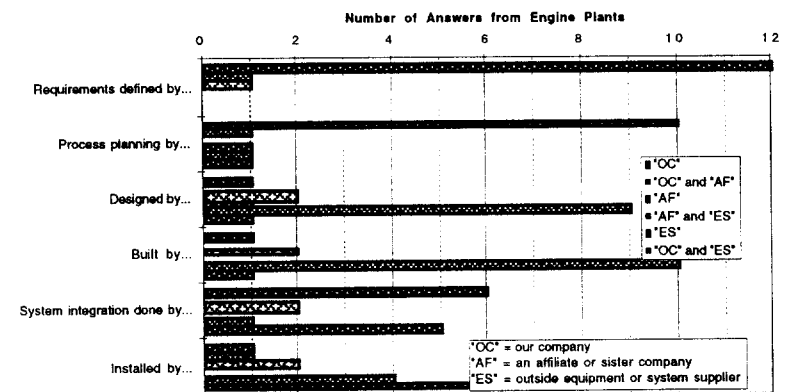 Number of Answers from Engine Plants
0 2 4 6 8 10 12
Requirements defined by...
Process planning by...
Designed by...
Built by...
System integration done by...
Installed by...
"OC"
"OC" and "AF"
"AF"
"AF" and "ES"
"ES"
"OC" and "ES"
"OC" = our company
"AF" = an affiliate or sister company
"ES" = outside equipment or system supplier